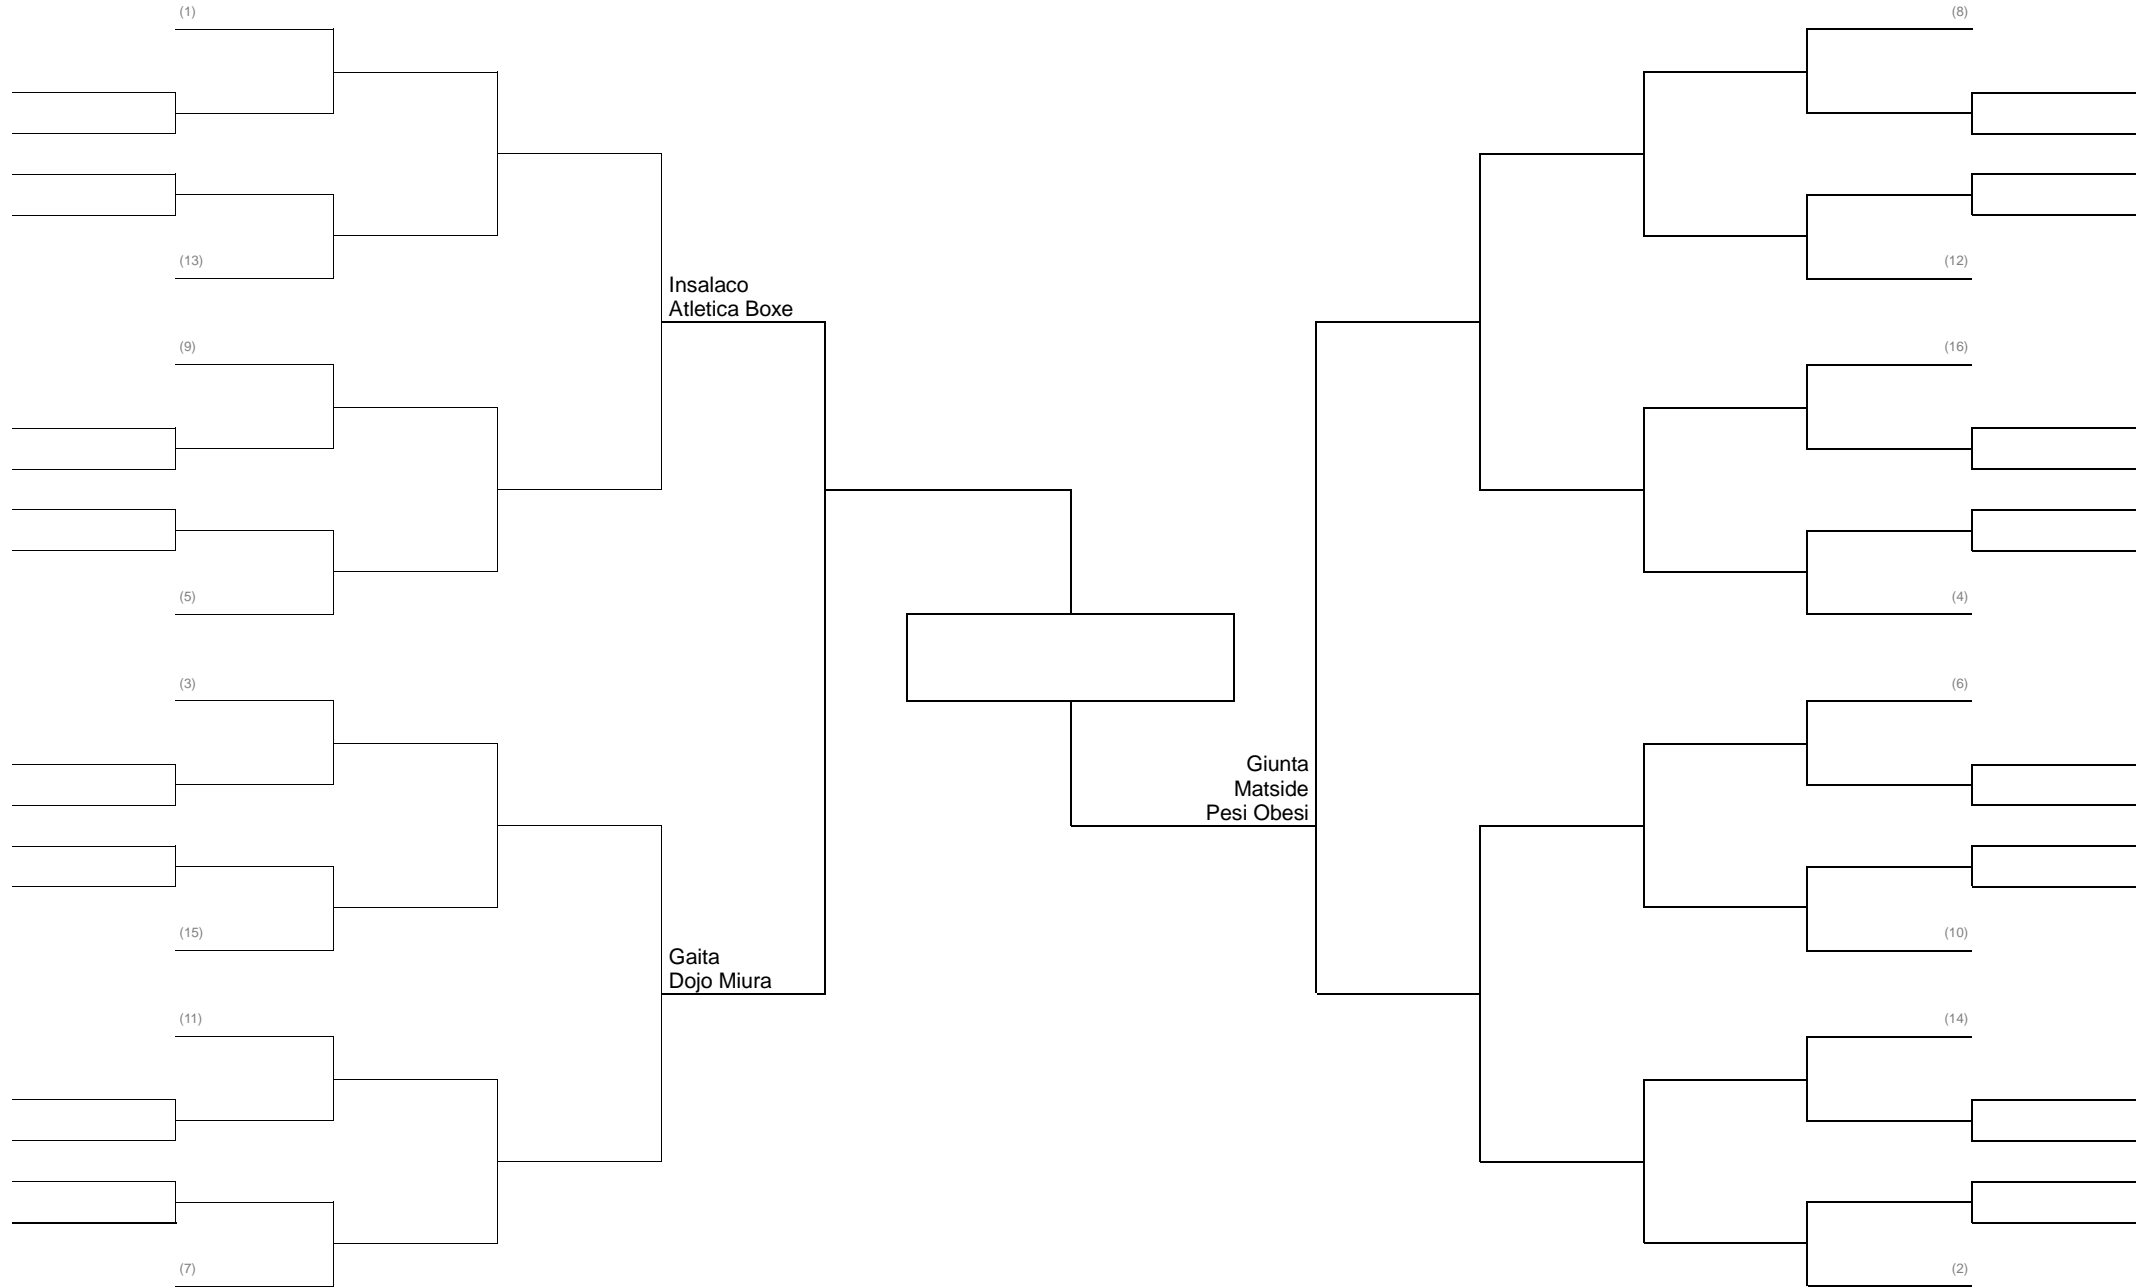 (1)
(8)
(13)
(12)
Insalaco
Atletica Boxe
(9)
(16)
(5)
(4)
(3)
(6)
Giunta
Matside
Pesi Obesi
(15)
(10)
Gaita
Dojo Miura
(11)
(14)
(7)
(2)